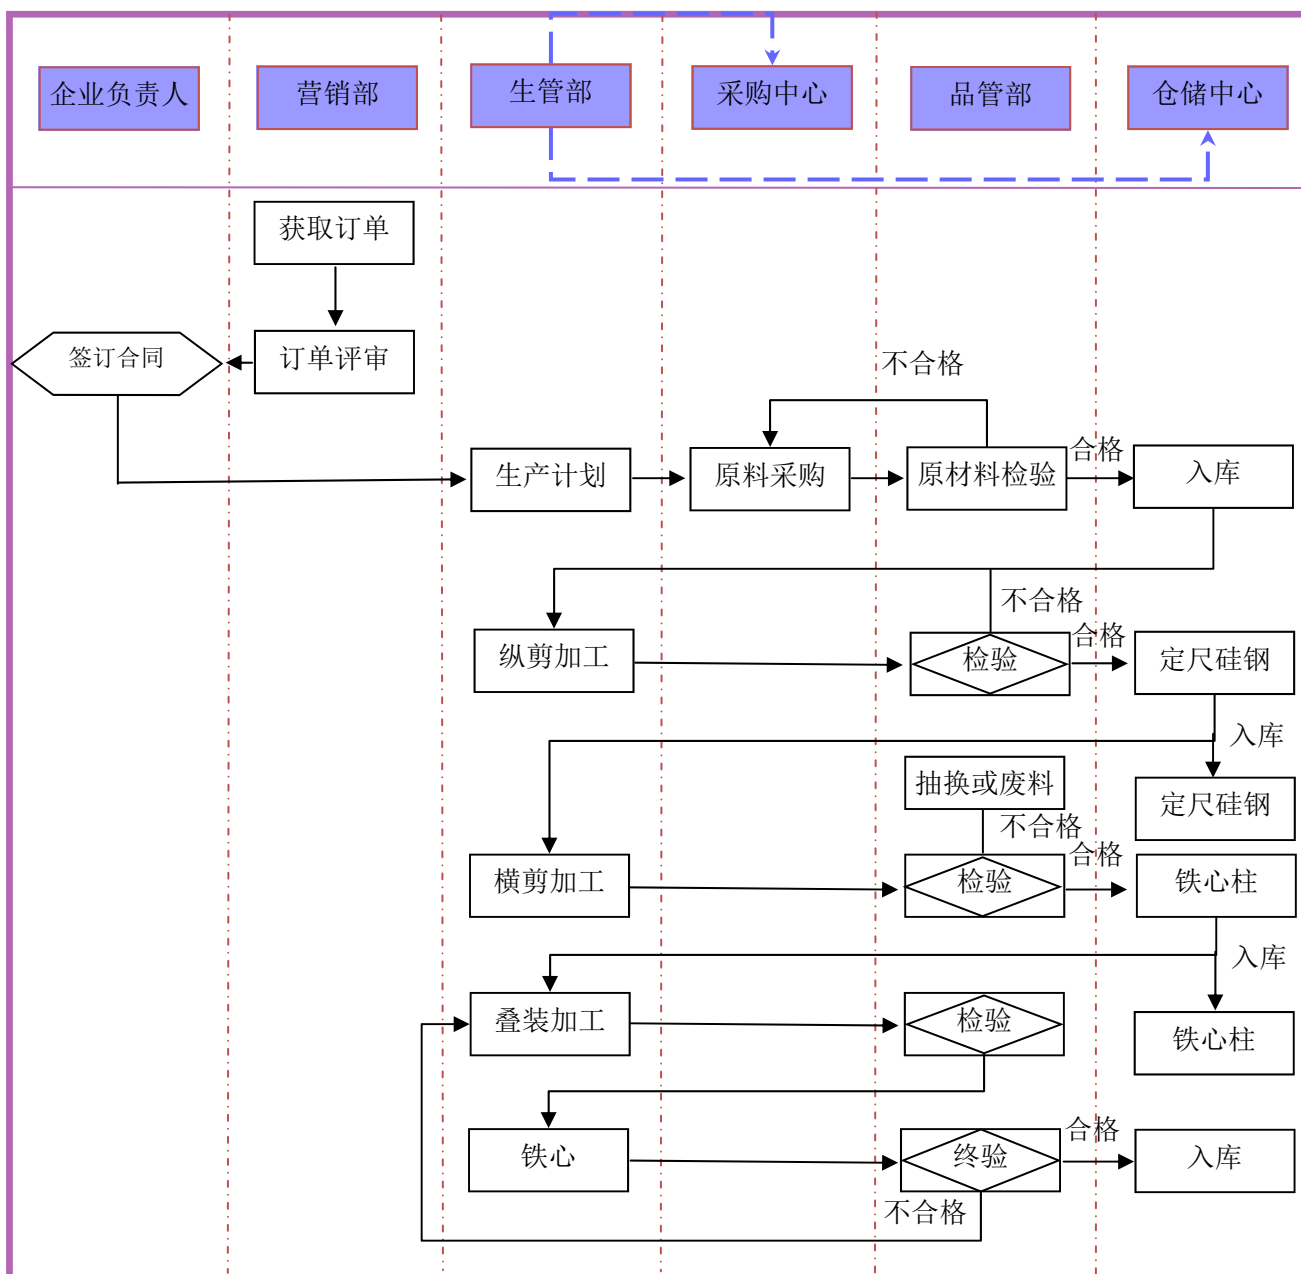 企业负责人
营销部
生管部
采购中心
品管部
仓储中心
获取订单
签订合同
订单评审
不合格
生产计划
原料采购
原材料检验
合格
入库
不合格
纵剪加工
检验
合格
定尺硅钢
入库
抽换或废料
定尺硅钢
不合格
横剪加工
检验
合格
铁心柱
入库
叠装加工
检验
铁心柱
铁心
终验
合格
入库
不合格